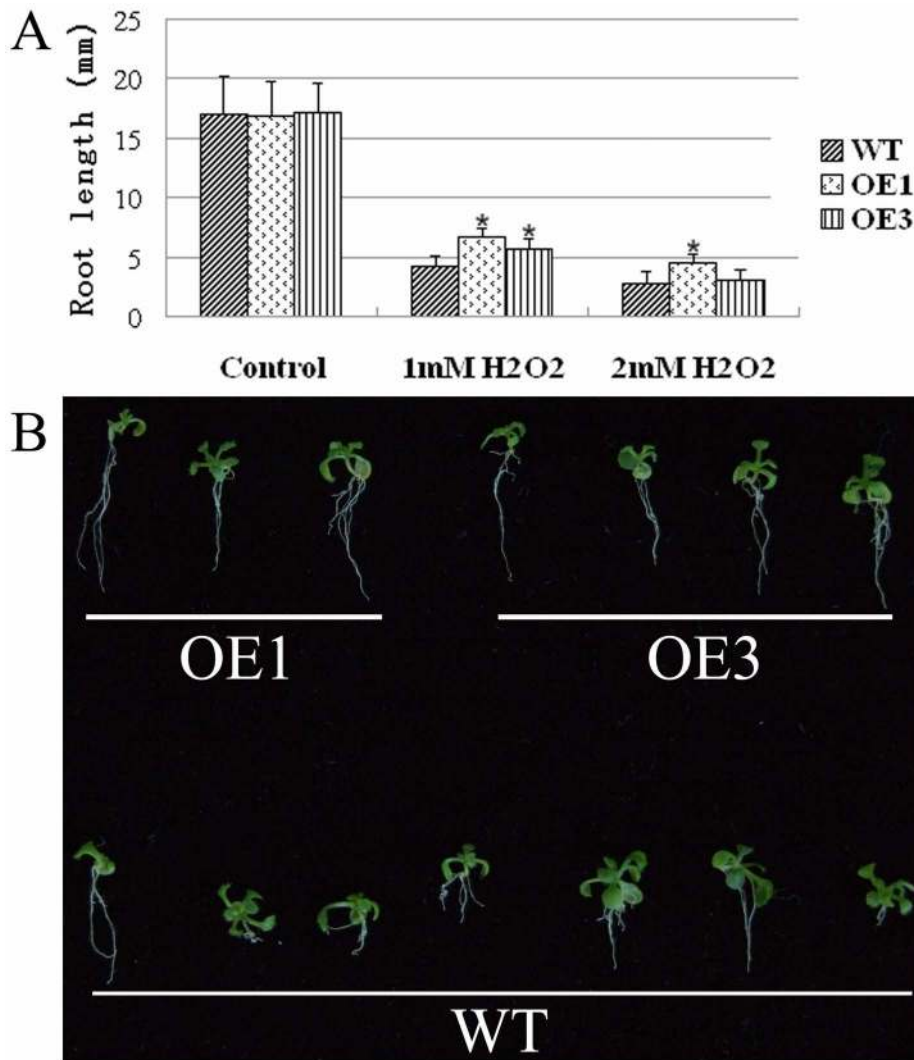 A
Root length (mm)
25
20
15
10
5
0
*
*
*
Control
1mM H2O2
2mM H2O2
WT
OE1
OE3
B
OE1
OE3
WT